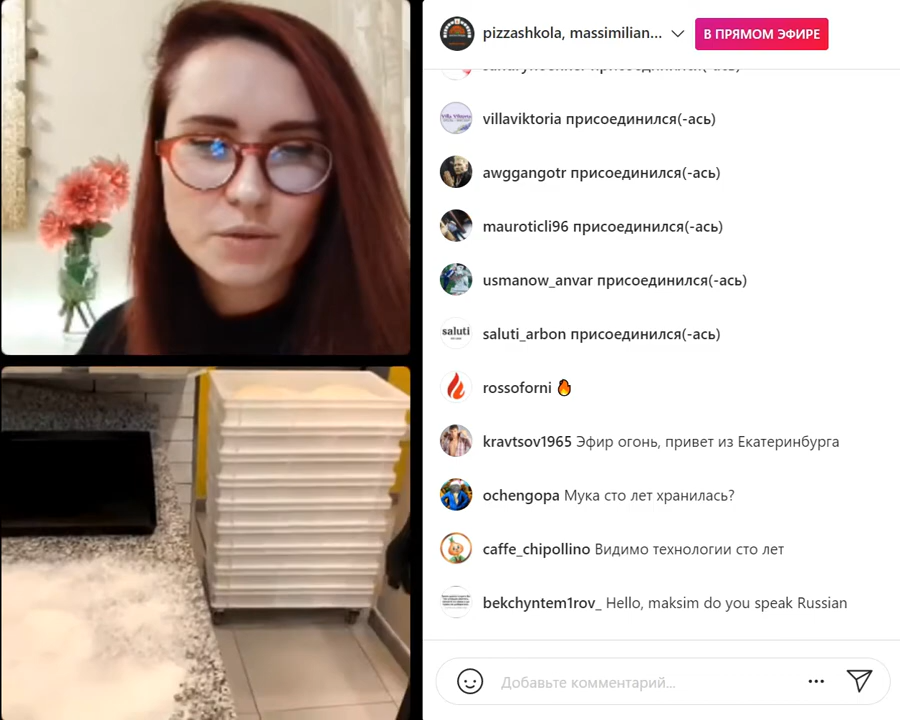 pizzashkola, massimilian...
В ПРЯМОМ ЭФИРЕ
villaviktoria присоединился(-ась)
awggangotr присоединился(-ась)
mauroticli96 присоединился(-ась)
usmanow_anvar присоединился(-ась)
saluti
saluti_arbon присоединился(-ась)
rossoforni 🔥
kravtsov1965 Эфир огонь, привет из Екатеринбурга
ochengopa Мука сто лет хранилась?
caffe_chipollino Видимо технологии сто лет
bekchyntem1rov_ Hello, maksim do you speak Russian
Добавьте комментарий...